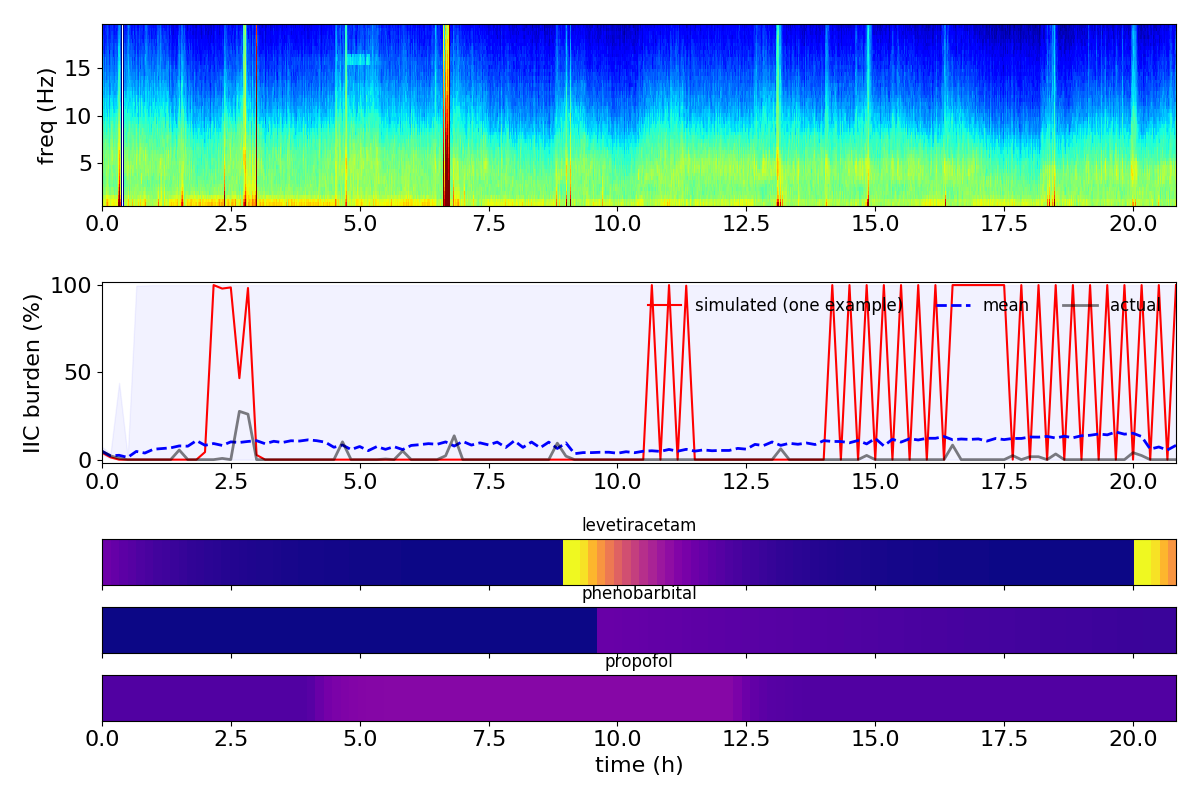 freq (Hz)
15
10
5
0.0 2.5 5.0 7.5 10.0 12.5 15.0 17.5 20.0
IIC burden (%)
100
50
0
simulated (one example) mean actual
0.0 2.5 5.0 7.5 10.0 12.5 15.0 17.5 20.0
levetiracetam
phenobarbital
propofol
0.0 2.5 5.0 7.5 10.0 12.5 15.0 17.5 20.0
time (h)